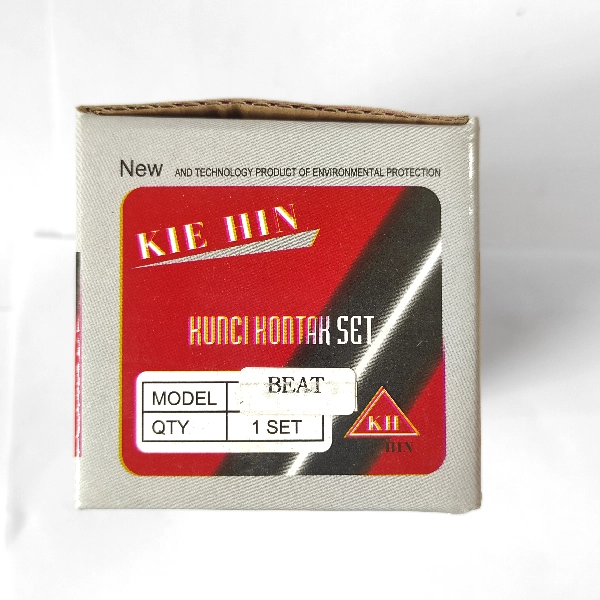 New AND TECHNOLOGY PRODUCT OF ENVIRONMENTAL PROTECTION
KIE HIN
KUNCI KONTAK SET
MODEL BEAT
QTY 1 SET
KH
HIN